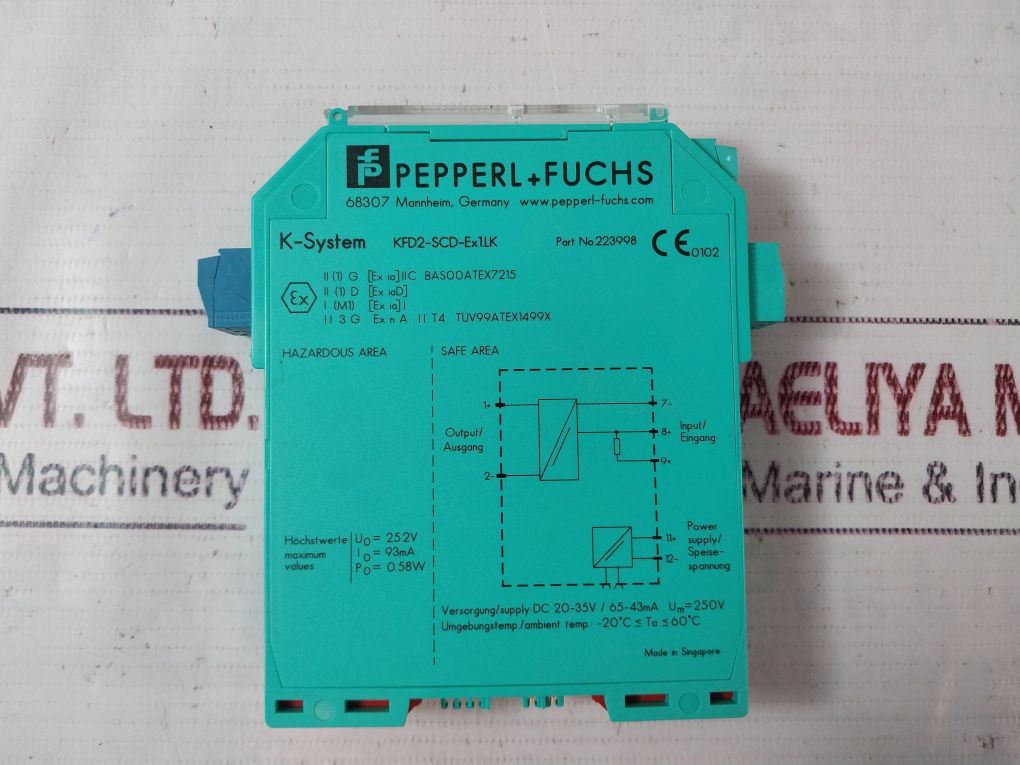 PEPPERL+FUCHS
68307 Mannheim, Germany www.pepperl-fuchs.com
K-System KFD2-SCD-Ex1.LK Part No.223998 CE0102
II (1) G [Ex ia]IIC BAS00ATEX7215
II (1) D [Ex iaD]
I (M1) [Ex ia] I
II 3 G Ex n A II T4 TUV99ATEX1499X
Ex
HAZARDOUS AREA SAFE AREA
1+ 7-
Output/
Ausgang
8+ Input/
Eingang
2- 9+
Höchstwerte
maximum
values
U0 = 25.2V
I0 = 93mA
P0 = 0.58W
11+
12-
Power
supply/
Speise-
spannung
Versorgung/supply: DC 20-35V / 65-43mA Um=250V
Umgebungstemp./ambient temp. -20°C ≤ Ta ≤ 60°C
Made in Singapore
VT. LTD.
AELIYA M
Machinery
Marine & In